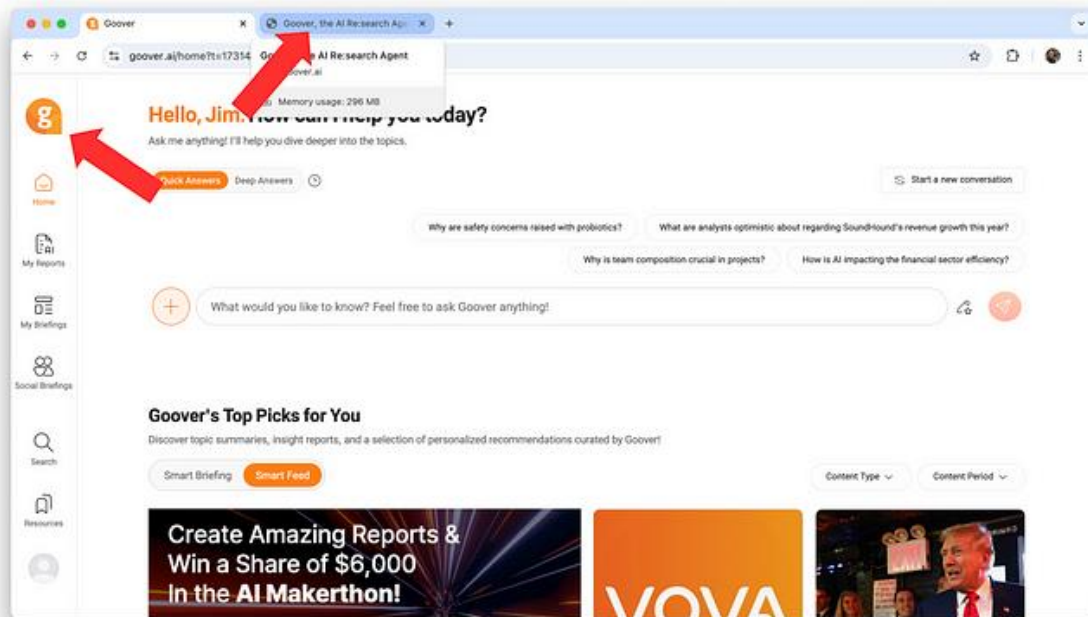 Goover
Goover, the AI Re:search Age
goover.ai/home?t=17314
AI Re:search Agent
Memory usage: 296 MB
g
Hello, Jim. How can I help you today?
Ask me anything! I'll help you dive deeper into the topics.
Quick Answers Deep Answers
Start a new conversation
Why are safety concerns raised with probiotics? What are analysts optimistic about regarding SoundHound's revenue growth this year?
Why is team composition crucial in projects? How is AI impacting the financial sector efficiency?
What would you like to know? Feel free to ask Goover anything!
Home
AI
My Reports
My Briefings
Social Briefings
Search
Resources
Goover's Top Picks for You
Discover topic summaries, insight reports, and a selection of personalized recommendations curated by Goover!
Smart Briefing Smart Feed
Content Type Content Period
Create Amazing Reports &
Win a Share of $6,000
In the AI Makerthon!
VOVA